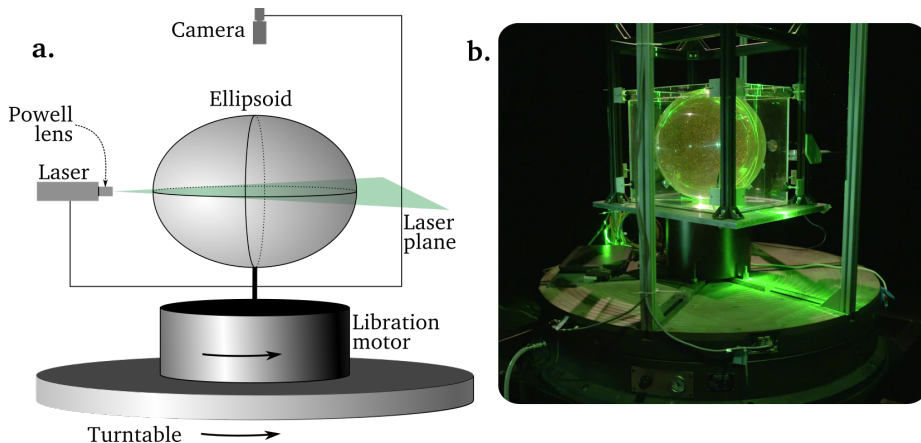 a.
Camera
b.
Ellipsoid
Powell
lens
Laser
Laser
plane
Libration
motor
Turntable